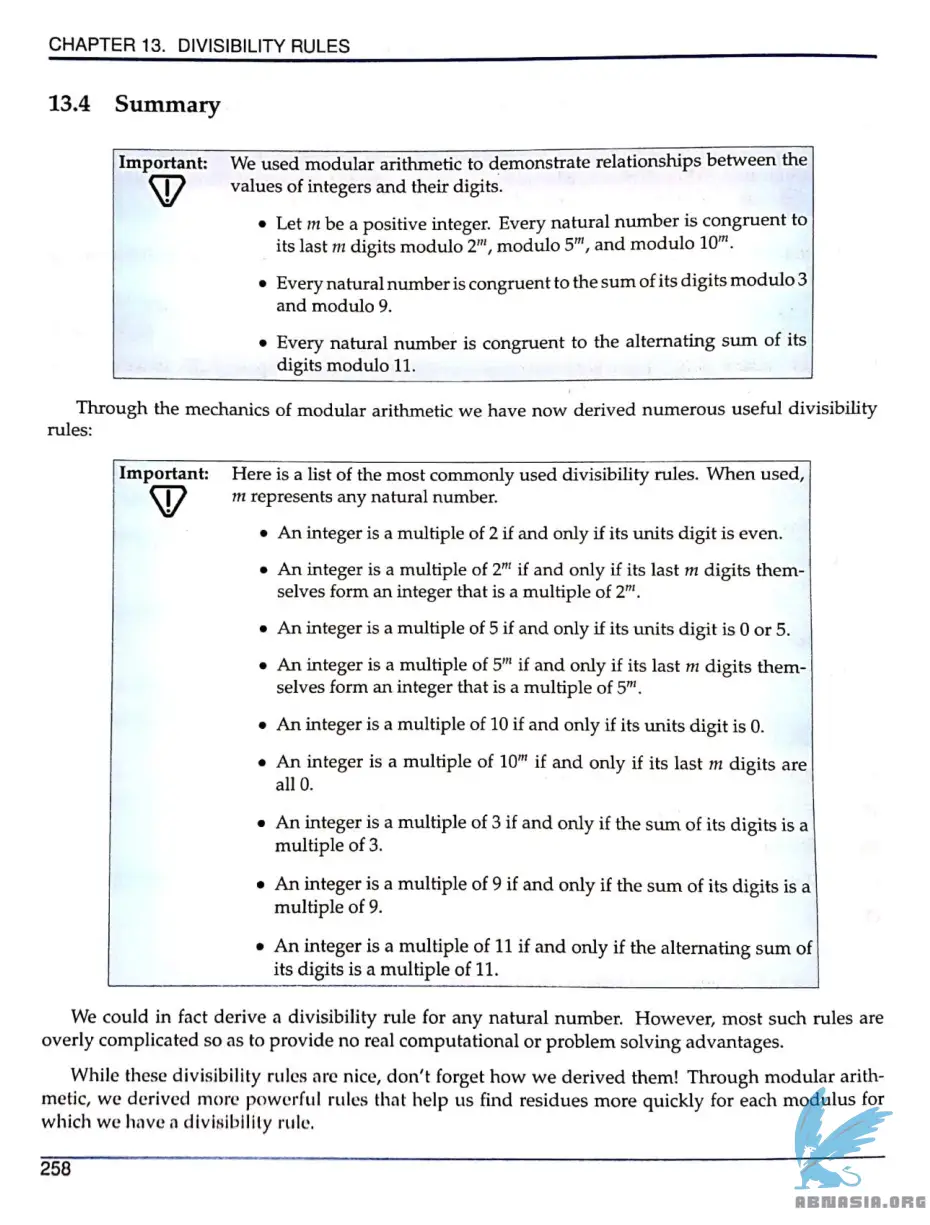 CHAPTER 13. DIVISIBILITY RULES
13.4 Summary
Important: We used modular arithmetic to demonstrate relationships between the
values of integers and their digits.
• Let m be a positive integer. Every natural number is congruent to
its last m digits modulo 2ᵐ, modulo 5ᵐ, and modulo 10ᵐ.
• Every natural number is congruent to the sum of its digits modulo 3
and modulo 9.
• Every natural number is congruent to the alternating sum of its
digits modulo 11.
Through the mechanics of modular arithmetic we have now derived numerous useful divisibility
rules:
Important: Here is a list of the most commonly used divisibility rules. When used,
m represents any natural number.
• An integer is a multiple of 2 if and only if its units digit is even.
• An integer is a multiple of 2ᵐ if and only if its last m digits them-
selves form an integer that is a multiple of 2ᵐ.
• An integer is a multiple of 5 if and only if its units digit is 0 or 5.
• An integer is a multiple of 5ᵐ if and only if its last m digits them-
selves form an integer that is a multiple of 5ᵐ.
• An integer is a multiple of 10 if and only if its units digit is 0.
• An integer is a multiple of 10ᵐ if and only if its last m digits are
all 0.
• An integer is a multiple of 3 if and only if the sum of its digits is a
multiple of 3.
• An integer is a multiple of 9 if and only if the sum of its digits is a
multiple of 9.
• An integer is a multiple of 11 if and only if the alternating sum of
its digits is a multiple of 11.
We could in fact derive a divisibility rule for any natural number. However, most such rules are
overly complicated so as to provide no real computational or problem solving advantages.
While these divisibility rules are nice, don't forget how we derived them! Through modular arith-
metic, we derived more powerful rules that help us find residues more quickly for each modulus for
which we have a divisibility rule.
258
ABNASIA.ORG